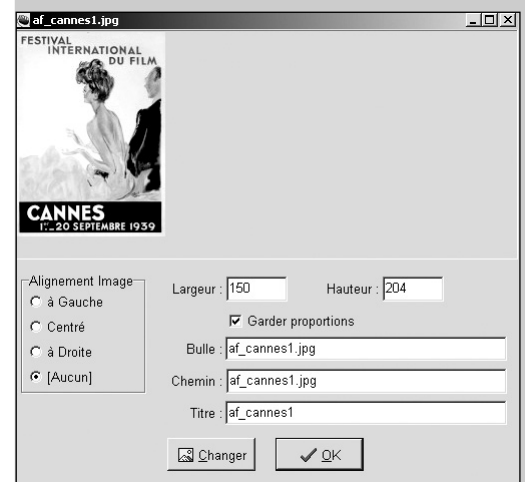 af_cannes1.jpg
FESTIVAL
INTERNATIONAL
DU FILM
CANNES
1er_20 SEPTEMBRE 1939
Alignement Image
à Gauche
Centré
à Droite
[Aucun]
Largeur : 150 Hauteur : 204
Garder proportions
Bulle : af_cannes1.jpg
Chemin : af_cannes1.jpg
Titre : af_cannes1
Changer OK